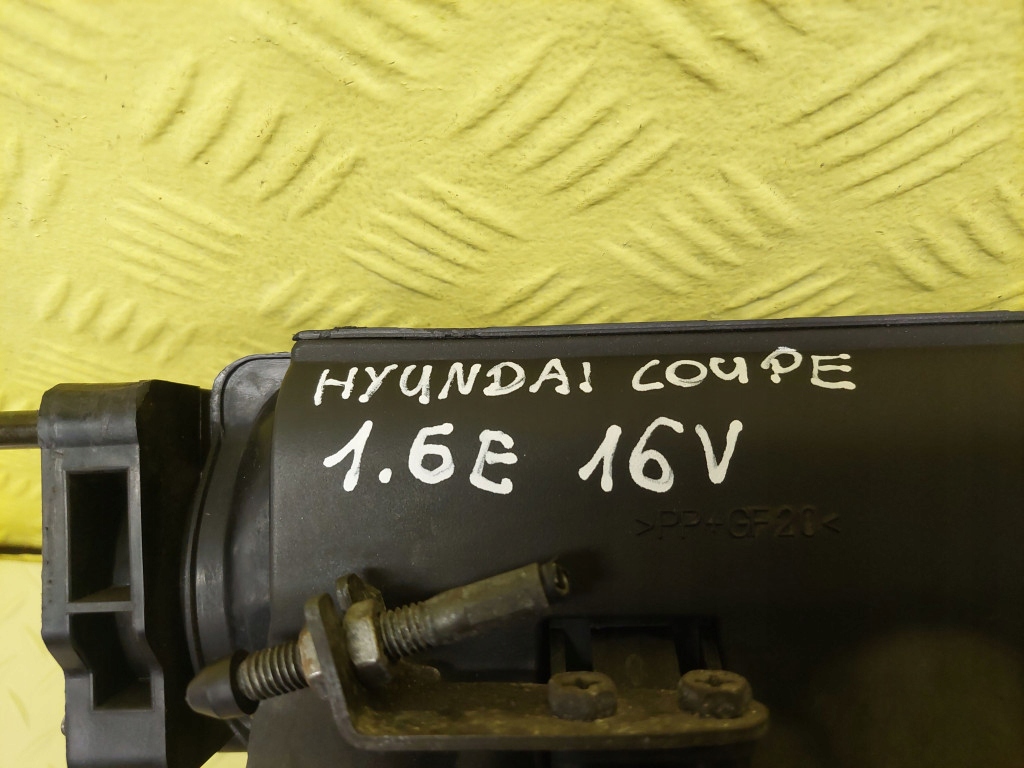 HYUNDAI COUPE
1.6E 16V
>PP+GF20<